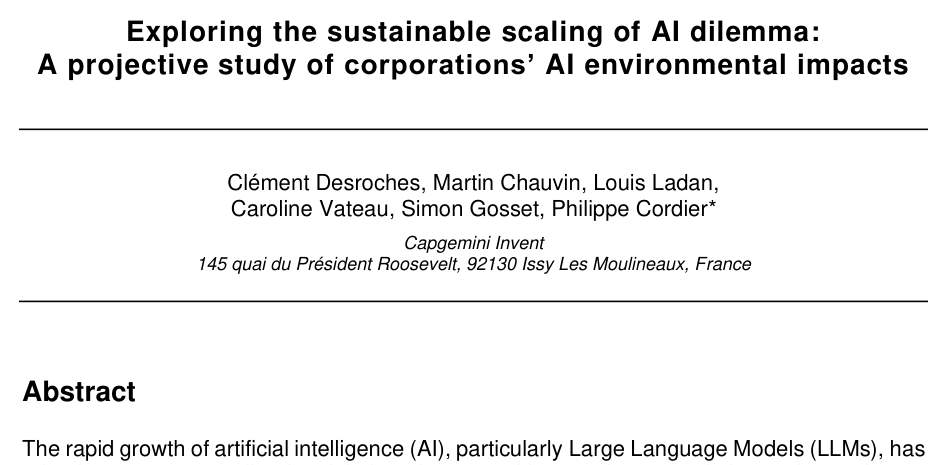 Exploring the sustainable scaling of AI dilemma:
A projective study of corporations’ AI environmental impacts
Clément Desroches, Martin Chauvin, Louis Ladan,
Caroline Vateau, Simon Gosset, Philippe Cordier*
Capgemini Invent
145 quai du Président Roosevelt, 92130 Issy Les Moulineaux, France
Abstract
The rapid growth of artificial intelligence (AI), particularly Large Language Models (LLMs), has